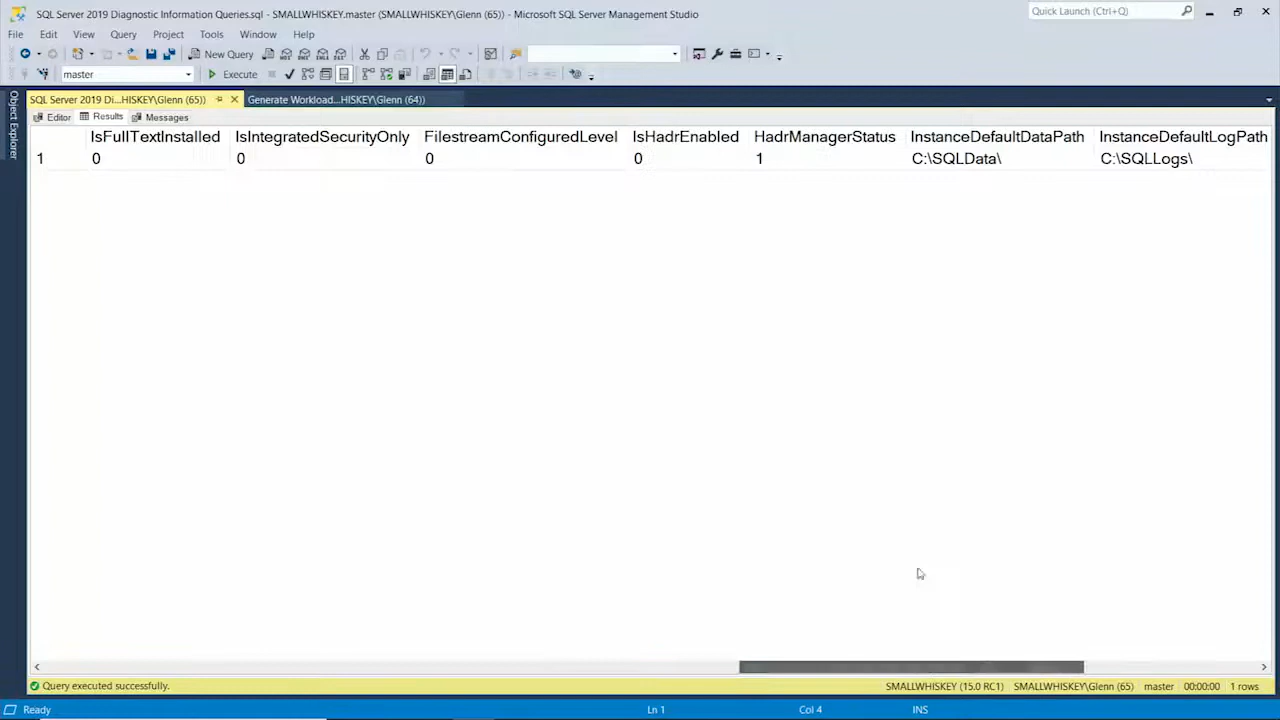 SQL Server 2019 Diagnostic Information Queries.sql - SMALLWHISKEY.master (SMALLWHISKEY\Glenn (65)) - Microsoft SQL Server Management Studio
Quick Launch (Ctrl+Q)
File Edit View Query Project Tools Window Help
New Query
master
Execute
SQL Server 2019 Di...HISKEY\Glenn (65))
Generate Workload...HISKEY\Glenn (64))
Object Explorer
Editor Results Messages
IsFullTextInstalled IsIntegratedSecurityOnly FilestreamConfiguredLevel IsHadrEnabled HadrManagerStatus InstanceDefaultDataPath InstanceDefaultLogPath
1 0 0 0 0 1 C:\SQLData\ C:\SQLLogs\
Query executed successfully.
SMALLWHISKEY (15.0 RC1) SMALLWHISKEY\Glenn (65) master 00:00:00 1 rows
Ready Ln 1 Col 4 INS